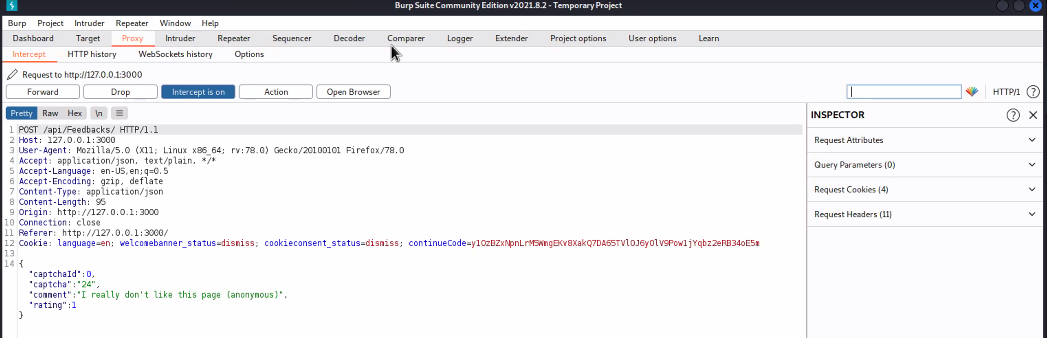 Burp Suite Community Edition v2021.8.2 - Temporary Project
Burp Project Intruder Repeater Window Help
Dashboard Target Proxy Intruder Repeater Sequencer Decoder Comparer Logger Extender Project options User options Learn
Intercept HTTP history WebSockets history Options
Request to http://127.0.0.1:3000
Forward Drop Intercept is on Action Open Browser HTTP/1 ?
Pretty Raw Hex \n
INSPECTOR ?
1 POST /api/Feedbacks/ HTTP/1.1
2 Host: 127.0.0.1:3000
3 User-Agent: Mozilla/5.0 (X11; Linux x86_64; rv:78.0) Gecko/20100101 Firefox/78.0
4 Accept: application/json, text/plain, */*
5 Accept-Language: en-US,en;q=0.5
6 Accept-Encoding: gzip, deflate
7 Content-Type: application/json
8 Content-Length: 95
9 Origin: http://127.0.0.1:3000
10 Connection: close
11 Referer: http://127.0.0.1:3000/
12 Cookie: language=en; welcomebanner_status=dismiss; cookieconsent_status=dismiss; continueCode=
13
14 {
"captchaId":0,
"captcha":"24",
"comment":"I really don't like this page (anonymous)",
"rating":1
}
Request Attributes
Query Parameters (0)
Request Cookies (4)
Request Headers (11)